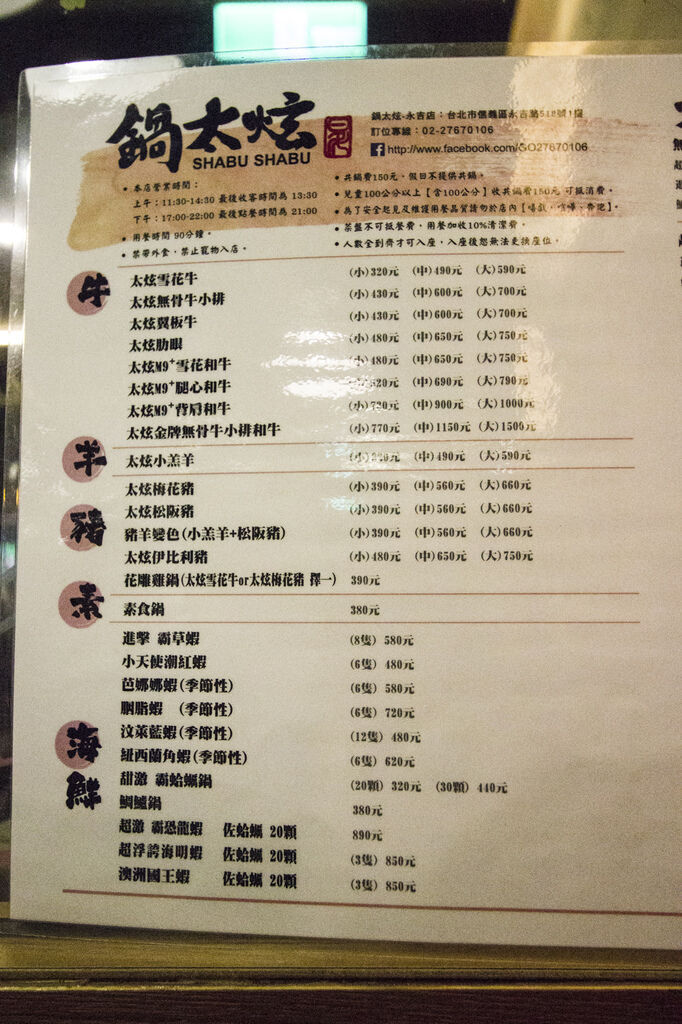 鍋太炫
SHABU SHABU
鍋太炫-永吉店：台北市信義區永吉路518號1樓
訂位專線：02-27670106
http://www.facebook.com/GO27670106
• 本店營業時間：
上午：11:30-14:30 最後收客時間為 13:30
下午：17:00-22:00 最後點餐時間為 21:00
• 用餐時間 90分鐘。
• 禁帶外食，禁止寵物入店。
• 共鍋費150元，假日不提供共鍋。
• 兒童100公分以上【含100公分】收共鍋費150元 可抵消費。
• 為了安全起見及維護用餐品質請勿於店內【嘻戲、喧嘩、奔跑】。
• 茶盤不可抵餐費，用餐加收10%清潔費。
• 人數全到齊才可入座，入座後恕無法更換座位。
牛
太炫雪花牛 (小)320元 (中)490元 (大)590元
太炫無骨牛小排 (小)430元 (中)600元 (大)700元
太炫翼板牛 (小)430元 (中)600元 (大)700元
太炫肋眼 (小)480元 (中)650元 (大)750元
太炫M9+雪花和牛 (小)480元 (中)650元 (大)750元
太炫M9+腿心和牛 520元 (中)690元 (大)790元
太炫M9+背肩和牛 (小)730元 (中)900元 (大)1000元
太炫金牌無骨牛小排和牛 (小)770元 (中)1150元 (大)1500元
羊
太炫小羔羊 (小)320元 (中)490元 (大)590元
豬
太炫梅花豬 (小)390元 (中)560元 (大)660元
太炫松阪豬 (小)390元 (中)560元 (大)660元
豬羊變色(小羔羊+松阪豬) (小)390元 (中)560元 (大)660元
太炫伊比利豬 (小)480元 (中)650元 (大)750元
花雕雞鍋(太炫雪花牛or太炫梅花豬 擇一) 390元
素
素食鍋 380元
海鮮
進擊 霸草蝦 (8隻) 580元
小天使潮紅蝦 (6隻) 480元
芭娜娜蝦(季節性) (6隻) 580元
胭脂蝦 (季節性) (6隻) 720元
汶萊藍蝦(季節性) (12隻) 480元
紐西蘭角蝦(季節性) (6隻) 620元
甜激 霸蛤蠣鍋 (20顆) 320元 (30顆) 440元
鯛鱸鍋 380元
超激 霸恐龍蝦 佐蛤蠣 20顆 890元
超浮誇海明蝦 佐蛤蠣 20顆 (3隻) 850元
澳洲國王蝦 佐蛤蠣 20顆 (3隻) 850元